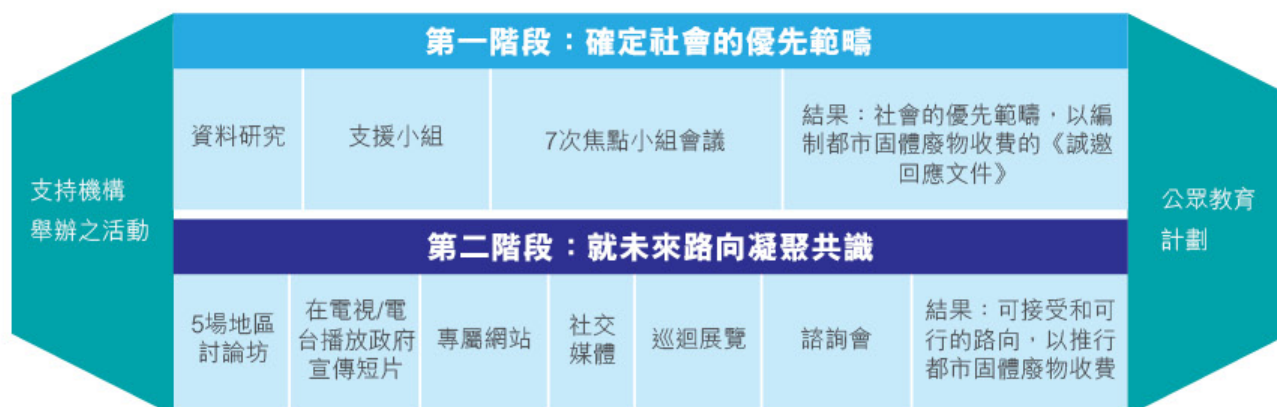 支持機構
舉辦之活動
第一階段：確定社會的優先範疇
資料研究
支援小組
7次焦點小組會議
結果：社會的優先範疇，以編
制都市固體廢物收費的《誠邀
回應文件》
第二階段：就未來路向凝聚共識
5場地區
討論坊
在電視/電
台播放政府
宣傳短片
專屬網站
社交
媒體
巡迴展覽
諮詢會
結果：可接受和可
行的路向，以推行
都市固體廢物收費
公眾教育
計劃